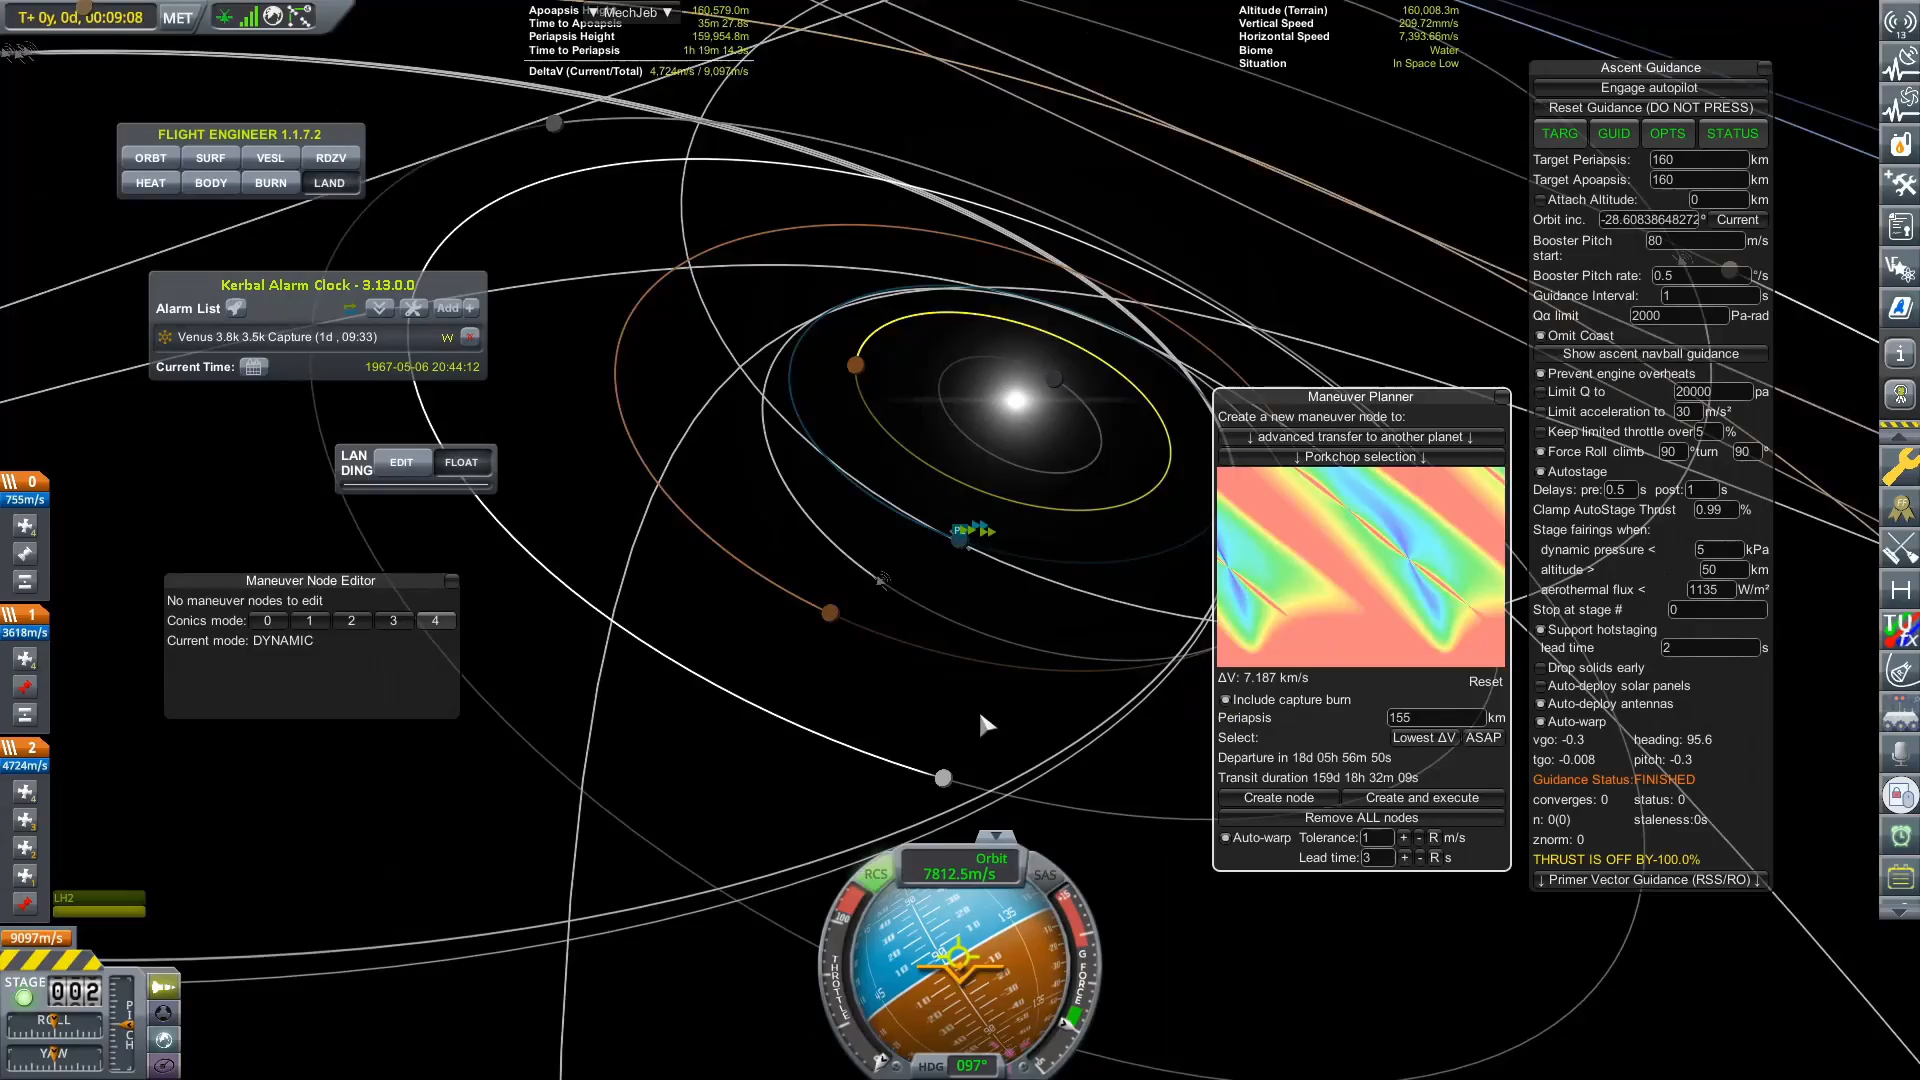 T+ 0y, 0d, 00:09:08 MET
Apoapsis H 160,579.0m
▼ MechJeb ▼
Time to Apoapsis 35m 27.8s
Periapsis Height 159,954.8m
Time to Periapsis 1h 19m 14.3s
DeltaV (Current/Total) 4,724m/s / 9,097m/s
Altitude (Terrain) 160,008.3m
Vertical Speed 209.72mm/s
Horizontal Speed 7,393.66m/s
Biome Water
Situation In Space Low
13
FLIGHT ENGINEER 1.1.7.2
ORBT SURF VESL RDZV
HEAT BODY BURN LAND
Kerbal Alarm Clock - 3.13.0.0
Alarm List Add +
Venus 3.8k 3.5k Capture (1d , 09:33) W ×
Current Time: 1967-05-06 20:44:12
LAN
DING EDIT FLOAT
Maneuver Node Editor
No maneuver nodes to edit
Conics mode: 0 1 2 3 4
Current mode: DYNAMIC
0
755m/s
4
1
3618m/s
4
2
4724m/s
4
3
2
1
LH2
9097m/s
STAGE 002
ROLL
YAW
PITCH
Maneuver Planner
Create a new maneuver node to:
↓ advanced transfer to another planet ↓
↓ Porkchop selection ↓
ΔV: 7.187 km/s Reset
Include capture burn
Periapsis 155 km
Select: Lowest ΔV ASAP
Departure in 18d 05h 56m 50s
Transit duration 159d 18h 32m 09s
Create node Create and execute
Remove ALL nodes
Auto-warp Tolerance: 1 + - R m/s
Lead time: 3 + - R s
Ascent Guidance
Engage autopilot
Reset Guidance (DO NOT PRESS)
TARG GUID OPTS STATUS
Target Periapsis: 160 km
Target Apoapsis: 160 km
Attach Altitude: 0 km
Orbit inc. -28.60838648272 º Current
Booster Pitch start: 80 m/s
Booster Pitch rate: 0.5 °/s
Guidance Interval: 1 s
Qα limit 2000 Pa-rad
Omit Coast
Show ascent navball guidance
Prevent engine overheats
Limit Q to 20000 pa
Limit acceleration to 30 m/s²
Keep limited throttle over 5 %
Force Roll climb 90 º turn 90 º
Autostage
Delays: pre: 0.5 s post: 1 s
Clamp AutoStage Thrust 0.99 %
Stage fairings when:
dynamic pressure < 5 kPa
altitude > 50 km
aerothermal flux < 1135 W/m²
Stop at stage # 0
Support hotstaging
lead time 2 s
Drop solids early
Auto-deploy solar panels
Auto-deploy antennas
Auto-warp
vgo: -0.3 heading: 95.6
tgo: -0.008 pitch: -0.3
Guidance Status:FINISHED
converges: 0 status: 0
n: 0(0) staleness:0s
znorm: 0
THRUST IS OFF BY-100.0%
↓ Primer Vector Guidance (RSS/RO) ↓
Orbit
7812.5m/s
RCS SAS
THROTTLE
G FORCE
HDG 097°